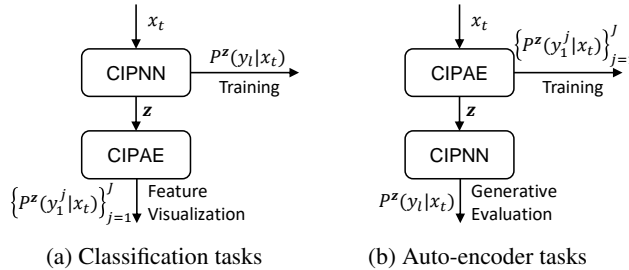 x_t
CIPNN
P^z(y_l|x_t)
Training
z
CIPAE
{P^z(y_1^j|x_t)}_{j=1}^J
Feature
Visualization
(a) Classification tasks
x_t
CIPAE
{P^z(y_1^j|x_t)}_{j=}^J
Training
z
CIPNN
P^z(y_l|x_t)
Generative
Evaluation
(b) Auto-encoder tasks